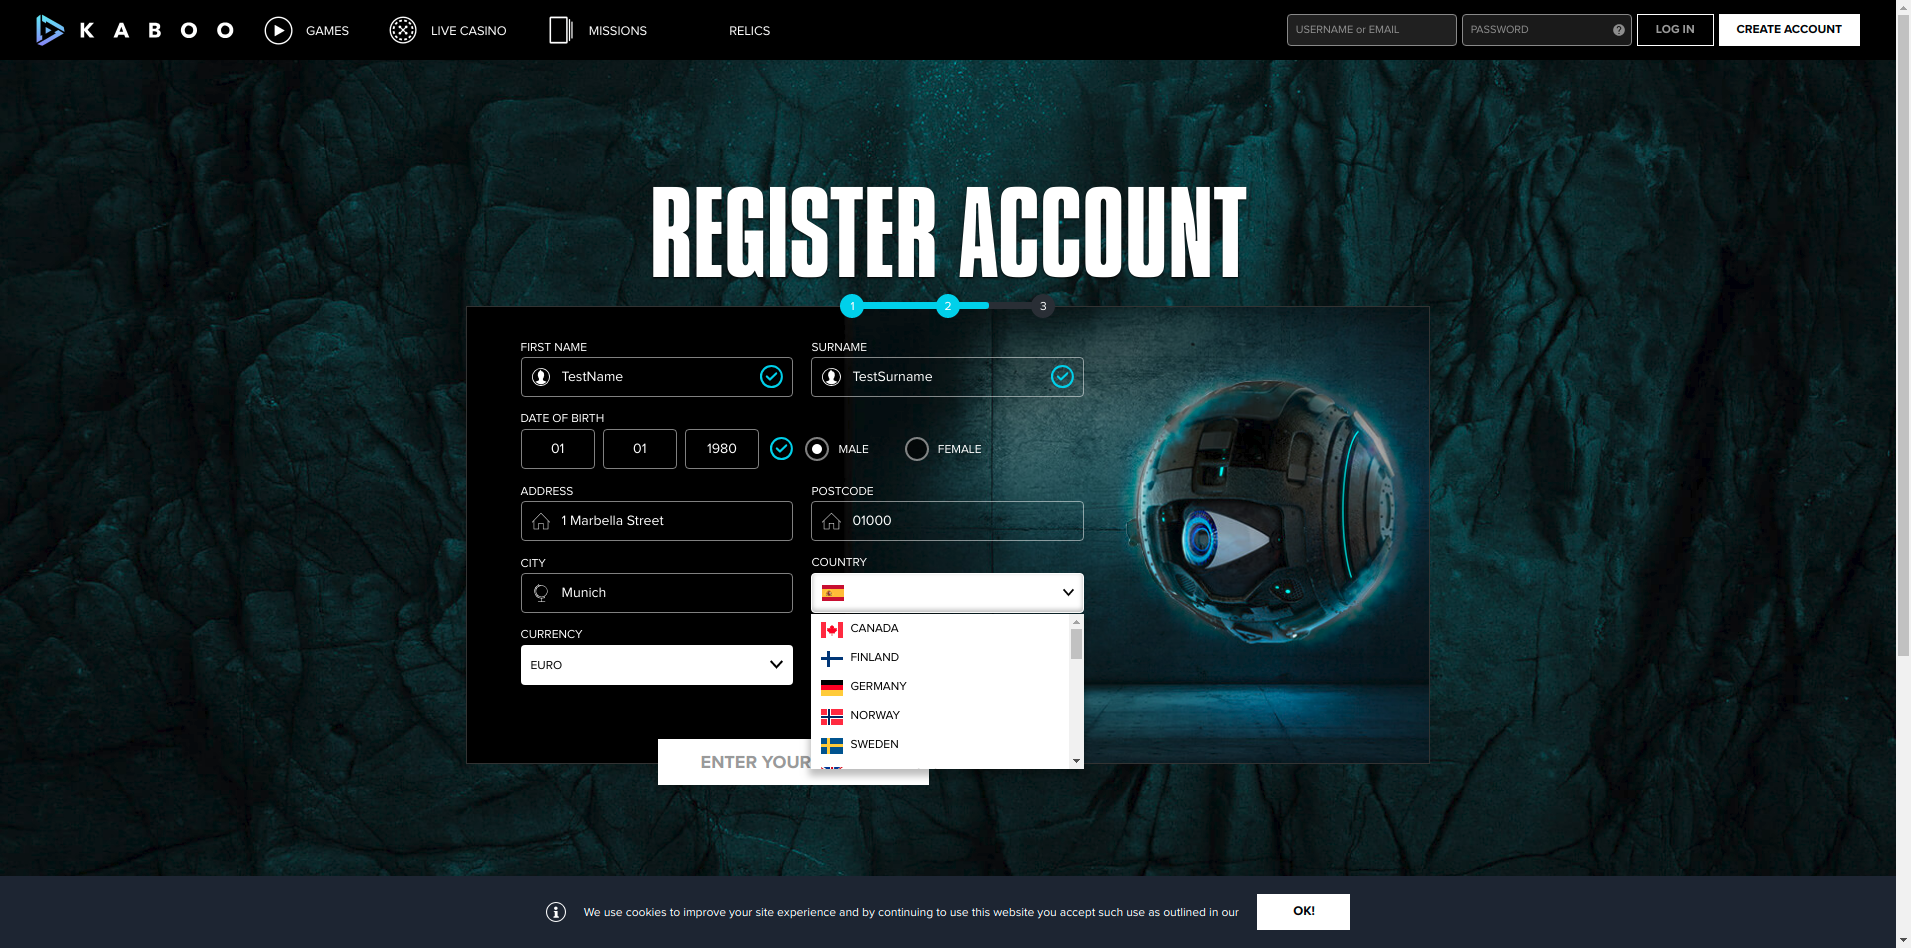 KABOO
GAMES
LIVE CASINO
MISSIONS
RELICS
USERNAME or EMAIL
PASSWORD
?
LOG IN
CREATE ACCOUNT
REGISTER ACCOUNT
1
2
3
FIRST NAME
SURNAME
TestName
TestSurname
DATE OF BIRTH
01
01
1980
MALE
FEMALE
ADDRESS
POSTCODE
1 Marbella Street
01000
CITY
COUNTRY
Munich
CURRENCY
CANADA
FINLAND
EURO
GERMANY
NORWAY
SWEDEN
ENTER YOUR
We use cookies to improve your site experience and by continuing to use this website you accept such use as outlined in our
OK!